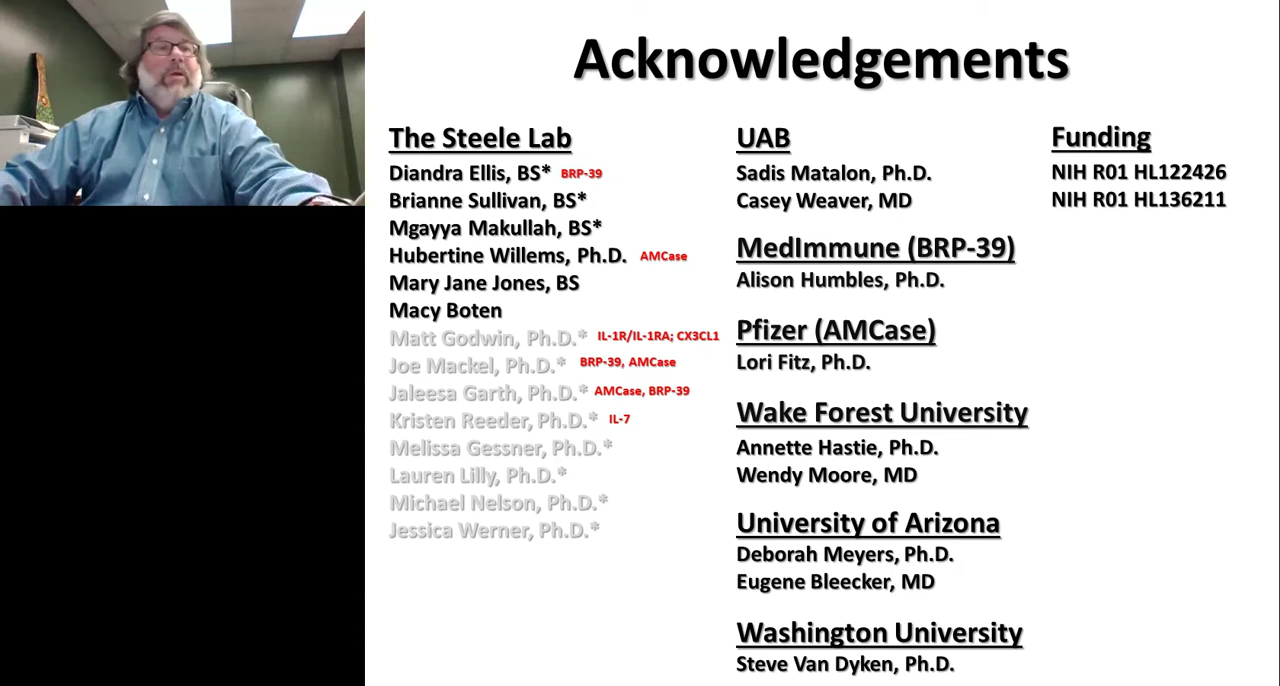 Acknowledgements
The Steele Lab
Diandra Ellis, BS* BRP-39
Brianne Sullivan, BS*
Mgayya Makullah, BS*
Hubertine Willems, Ph.D. AMCase
Mary Jane Jones, BS
Macy Boten
Matt Godwin, Ph.D.* IL-1R/IL-1RA; CX3CL1
Joe Mackel, Ph.D.* BRP-39, AMCase
Jaleesa Garth, Ph.D.* AMCase, BRP-39
Kristen Reeder, Ph.D.* IL-7
Melissa Gessner, Ph.D.*
Lauren Lilly, Ph.D.*
Michael Nelson, Ph.D.*
Jessica Werner, Ph.D.*
UAB
Sadis Matalon, Ph.D.
Casey Weaver, MD
MedImmune (BRP-39)
Alison Humbles, Ph.D.
Pfizer (AMCase)
Lori Fitz, Ph.D.
Wake Forest University
Annette Hastie, Ph.D.
Wendy Moore, MD
University of Arizona
Deborah Meyers, Ph.D.
Eugene Bleecker, MD
Washington University
Steve Van Dyken, Ph.D.
Funding
NIH R01 HL122426
NIH R01 HL136211